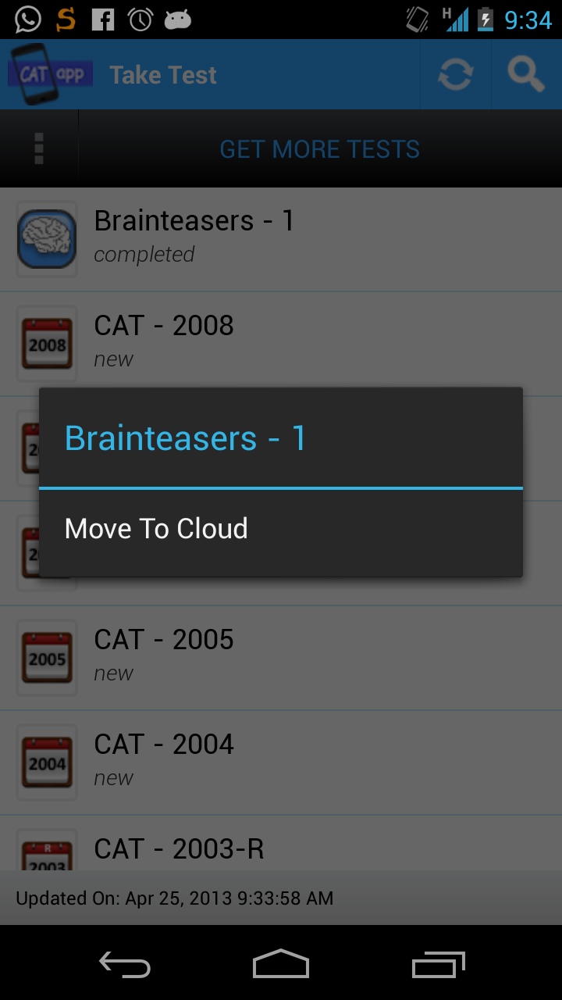 H 9:34
CAT app Take Test
GET MORE TESTS
Brainteasers - 1
completed
CAT - 2008
2008
new
Brainteasers - 1
Move To Cloud
CAT - 2005
2005
new
CAT - 2004
2004
new
R
CAT - 2003-R
2003
Updated On: Apr 25, 2013 9:33:58 AM